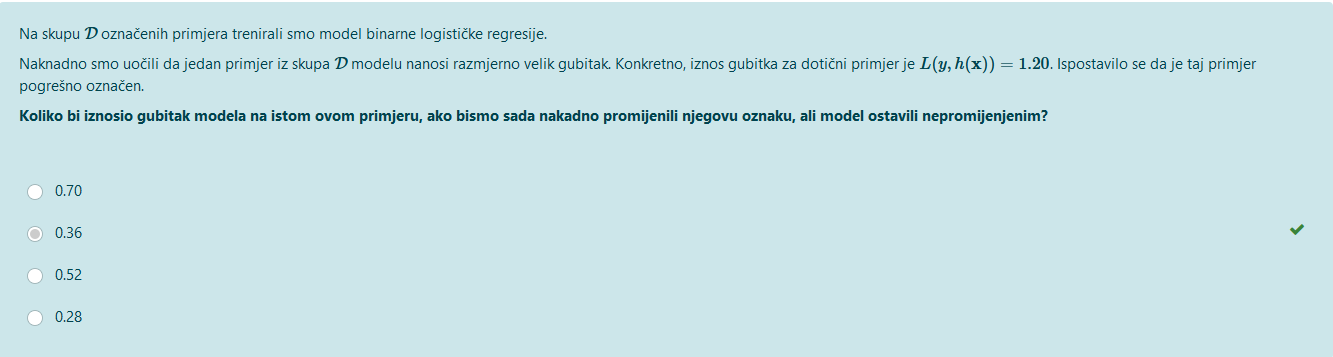 Na skupu 𝒟 označenih primjera trenirali smo model binarne logističke regresije.
Naknadno smo uočili da jedan primjer iz skupa 𝒟 modelu nanosi razmjerno velik gubitak. Konkretno, iznos gubitka za dotični primjer je L(y, h(𝐱)) = 1.20. Ispostavilo se da je taj primjer
pogrešno označen.
Koliko bi iznosio gubitak modela na istom ovom primjeru, ako bismo sada nakadno promijenili njegovu oznaku, ali model ostavili nepromijenjenim?
0.70
0.36
0.52
0.28